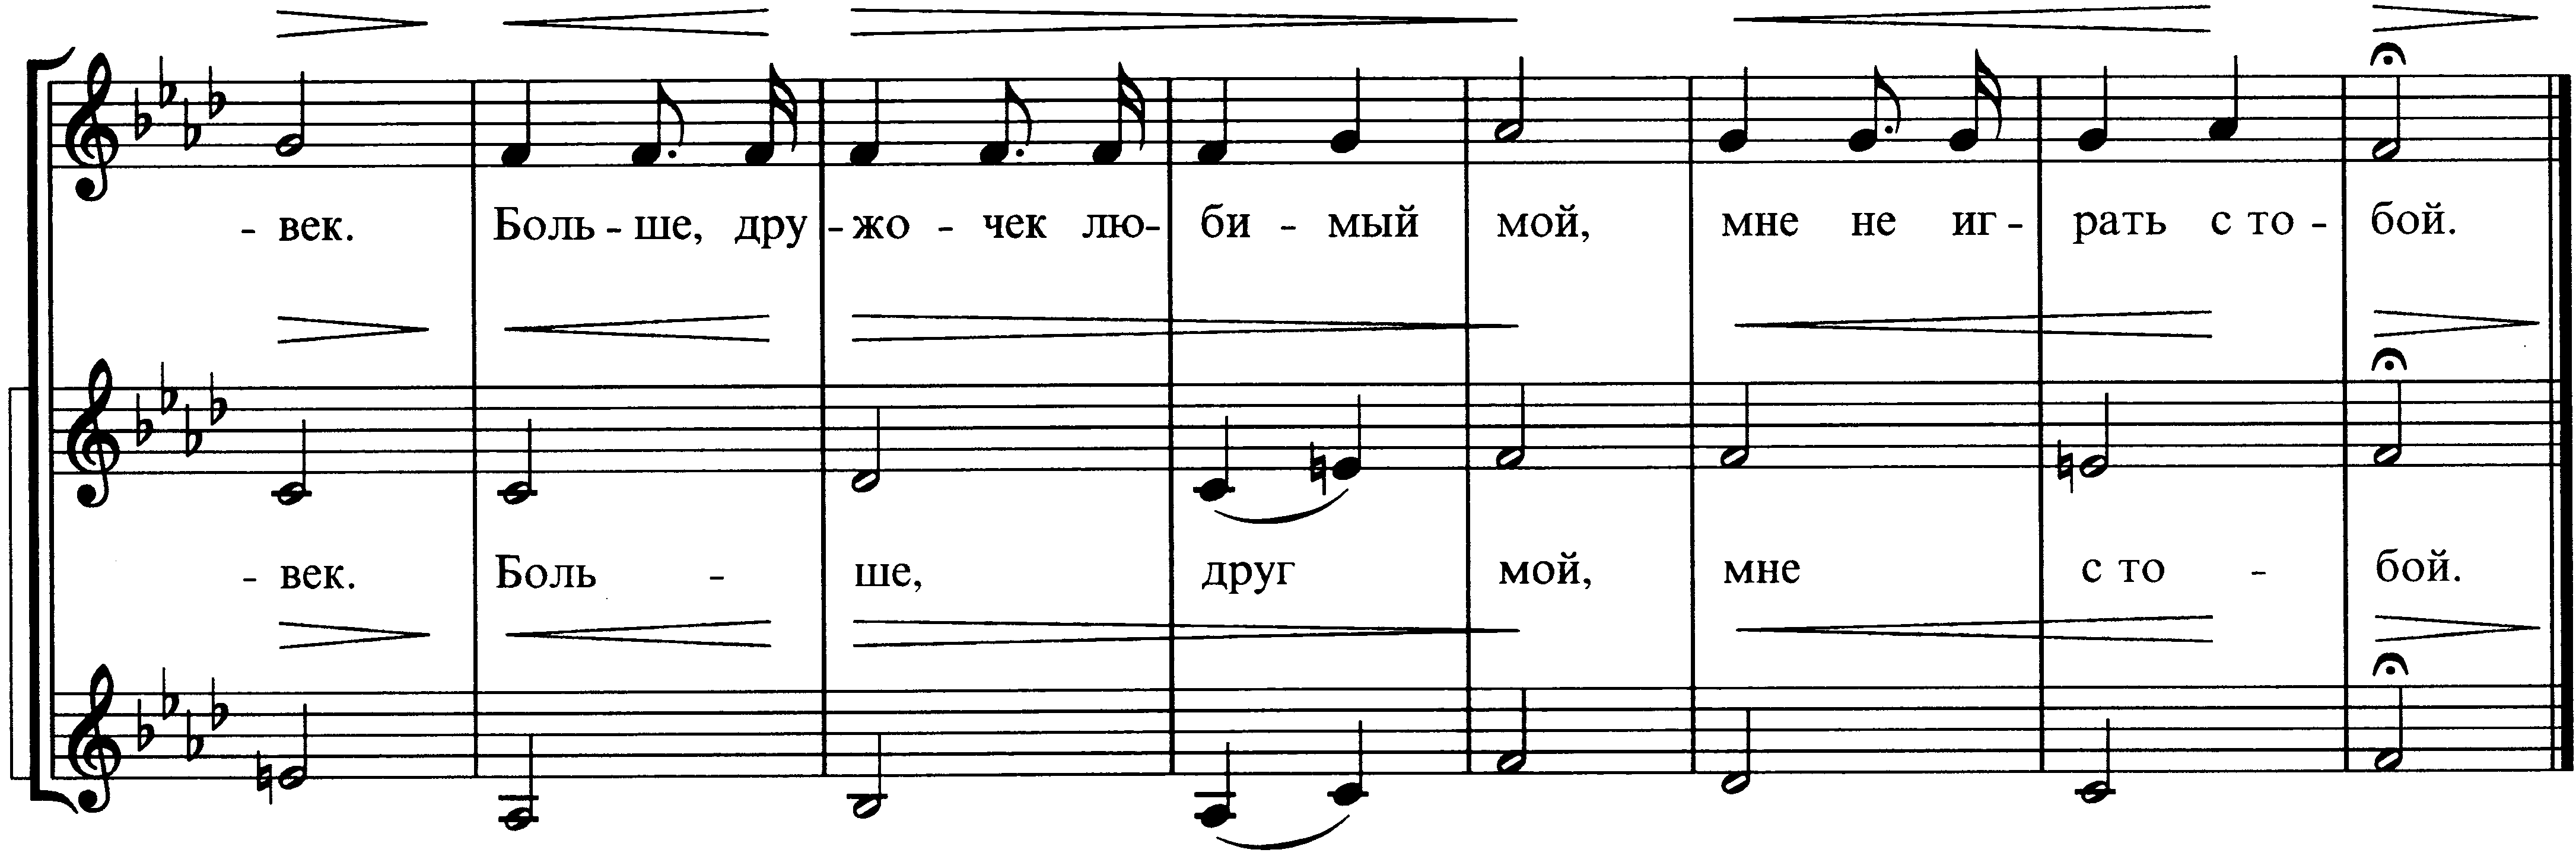 - век. Боль - ше, дру - жо - чек лю- би - мый мой, мне не иг - рать с то - бой.
- век. Боль - ше, друг мой, мне с то - бой.